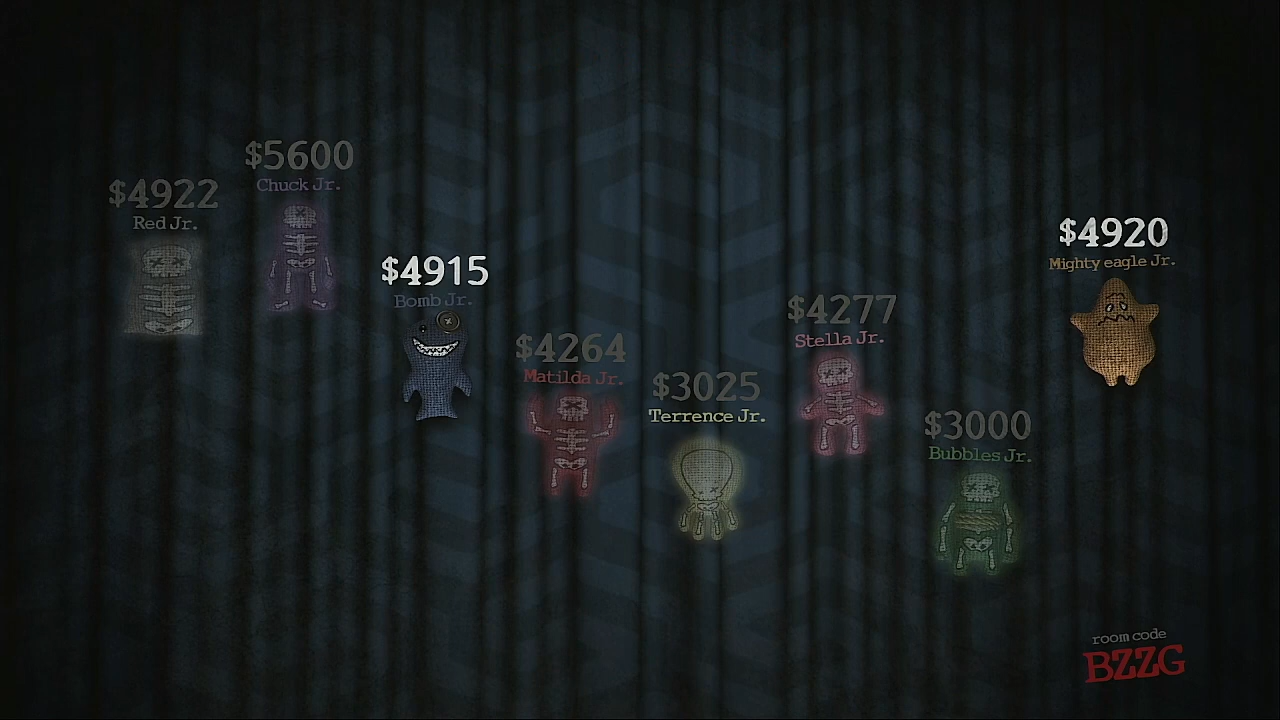 $4922
Red Jr.
$5600
Chuck Jr.
$4915
Bomb Jr.
$4264
Matilda Jr.
$3025
Terrence Jr.
$4277
Stella Jr.
$3000
Bubbles Jr.
$4920
Mighty eagle Jr.
room code
BZZG